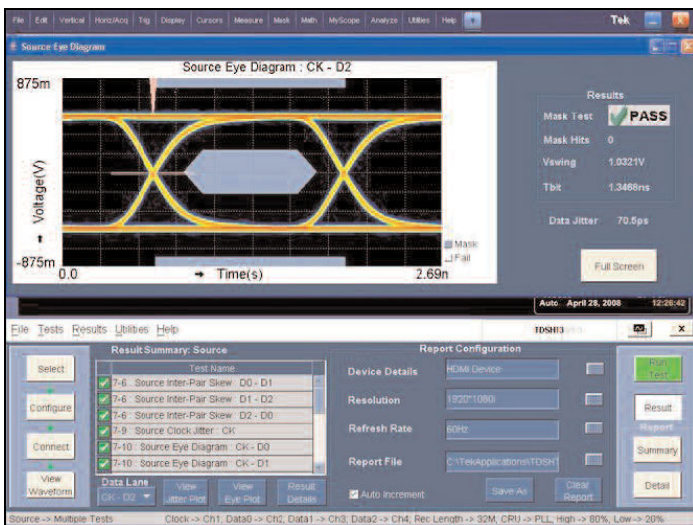 File Edit Vertical Horiz/Acq Trig Display Cursors Measure Mask Math MyScope Analyze Utilities Help Tek
Source Eye Diagram
Source Eye Diagram : CK - D2
875m
Voltage(V)
-875m
0.0
Time(s)
2.69n
Mask
Fail
Results
Mask Test PASS
Mask Hits 0
Vswing 1.0321V
Tbit 1.3468ns
Data Jitter 70.5ps
Full Screen
Auto April 28, 2008 12:26:42
File Tests Results Utilities Help TDSHT3
Result Summary: Source
Test Name
7-6 : Source Inter-Pair Skew : D0 - D1
7-6 : Source Inter-Pair Skew : D1 - D2
7-6 : Source Inter-Pair Skew : D2 - D0
7-9 : Source Clock Jitter : CK
7-10 : Source Eye Diagram : CK - D0
7-10 : Source Eye Diagram : CK - D1
Select
Configure
Connect
View
Waveform
Data Lane
CK - D2
View
Jitter Plot
View
Eye Plot
Result
Details
Report Configuration
Device Details HDMI Device
Resolution 1920*1080i
Refresh Rate 60Hz
Report File C:\TekApplications\TDSHT
Auto Increment
Save As
Clear
Report
Run
Test
Result
Report
Summary
Detail
Source -> Multiple Tests Clock -> Ch1, Data0 -> Ch2, Data1 -> Ch3, Data2 -> Ch4, Rec Length -> 32M, CRU -> PLL, High -> 80%, Low -> 20%